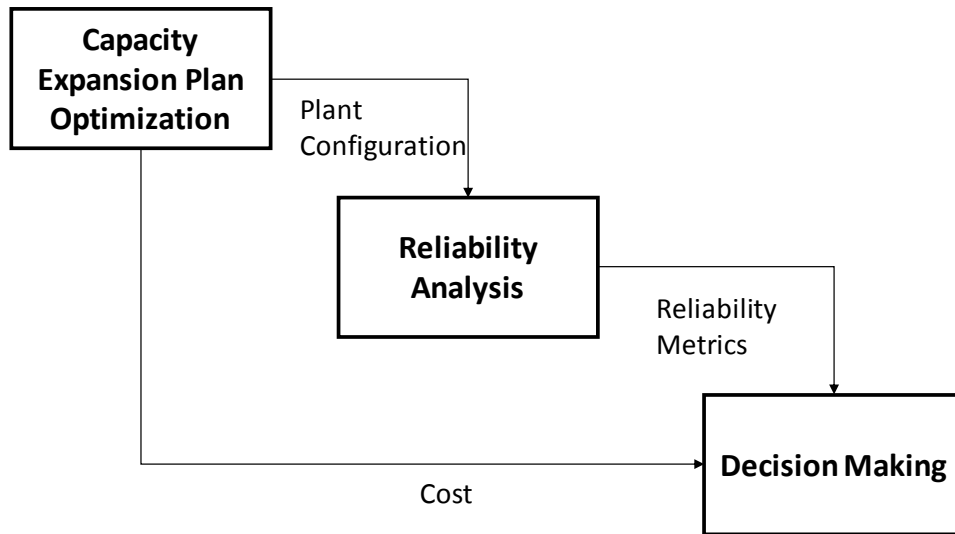 Capacity
Expansion Plan
Optimization
Plant
Configuration
Reliability
Analysis
Reliability
Metrics
Decision Making
Cost